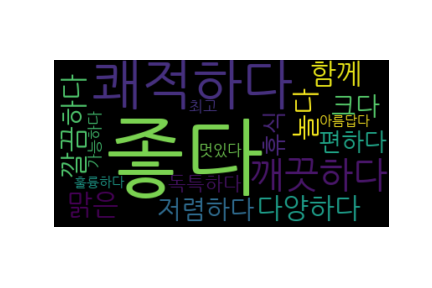 쾌적하다
함께
깔끔하다
가능하다
최고
놀다
크다
좋다
멋있다
휴식
아름답다
편하다
훌륭하다
독특하다
깨끗하다
맑은
저렴하다
다양하다